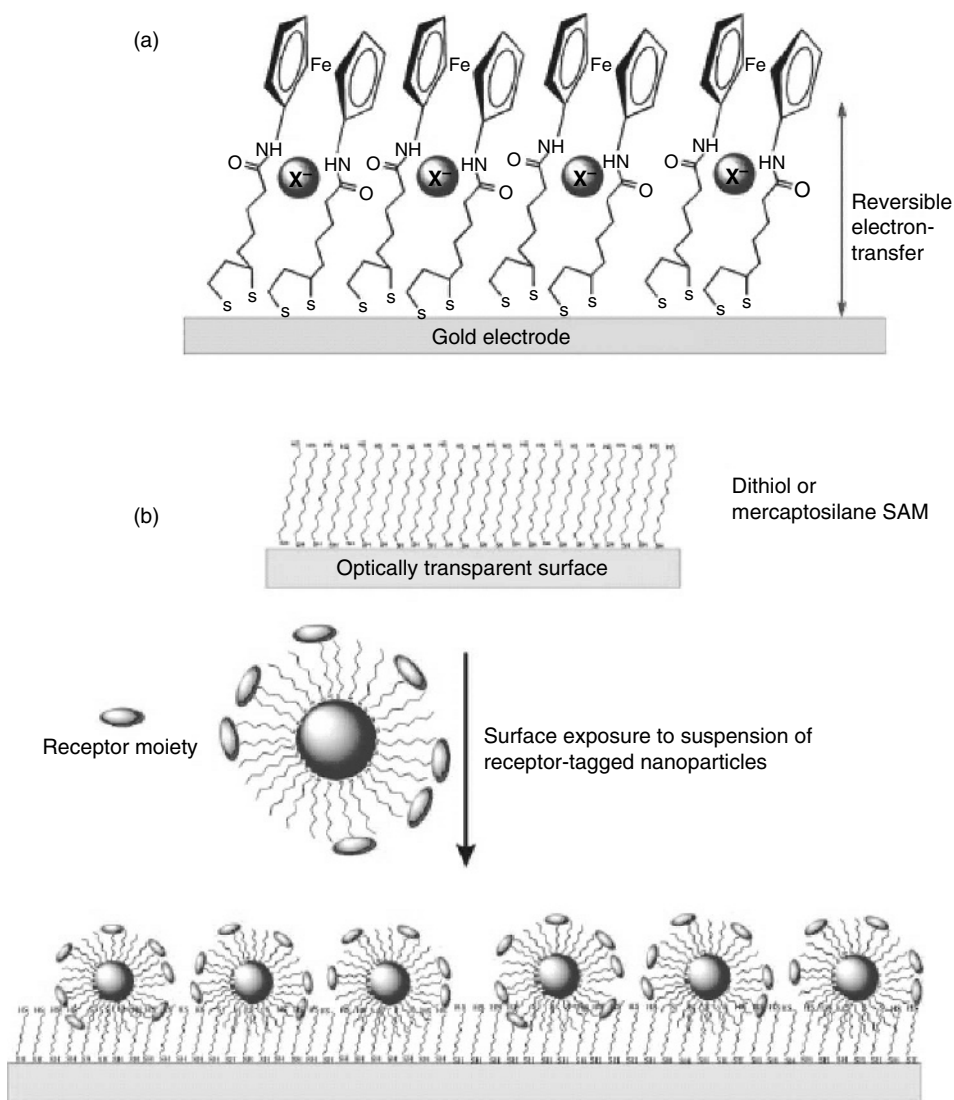 (a)
Fe Fe Fe Fe
NH NH NH NH
O HN O HN O HN O HN
X⁻ X⁻ X⁻ X⁻
O O O O
Reversible
electron-
transfer
S S S S S S S S
S S S S S S S S
Gold electrode
(b)
Dithiol or
mercaptosilane SAM
Optically transparent surface
Receptor moiety
Surface exposure to suspension of
receptor-tagged nanoparticles